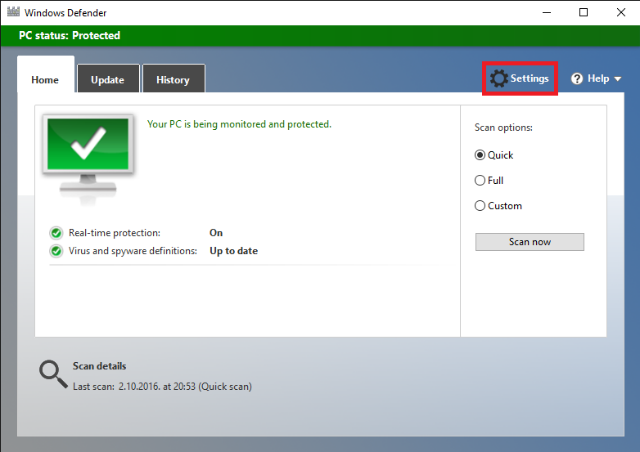 Windows Defender
PC status: Protected
Home
Update
History
Settings
Help
Your PC is being monitored and protected.
Scan options:
Quick
Full
Custom
Scan now
Real-time protection: On
Virus and spyware definitions: Up to date
Scan details
Last scan: 2.10.2016. at 20:53 (Quick scan)